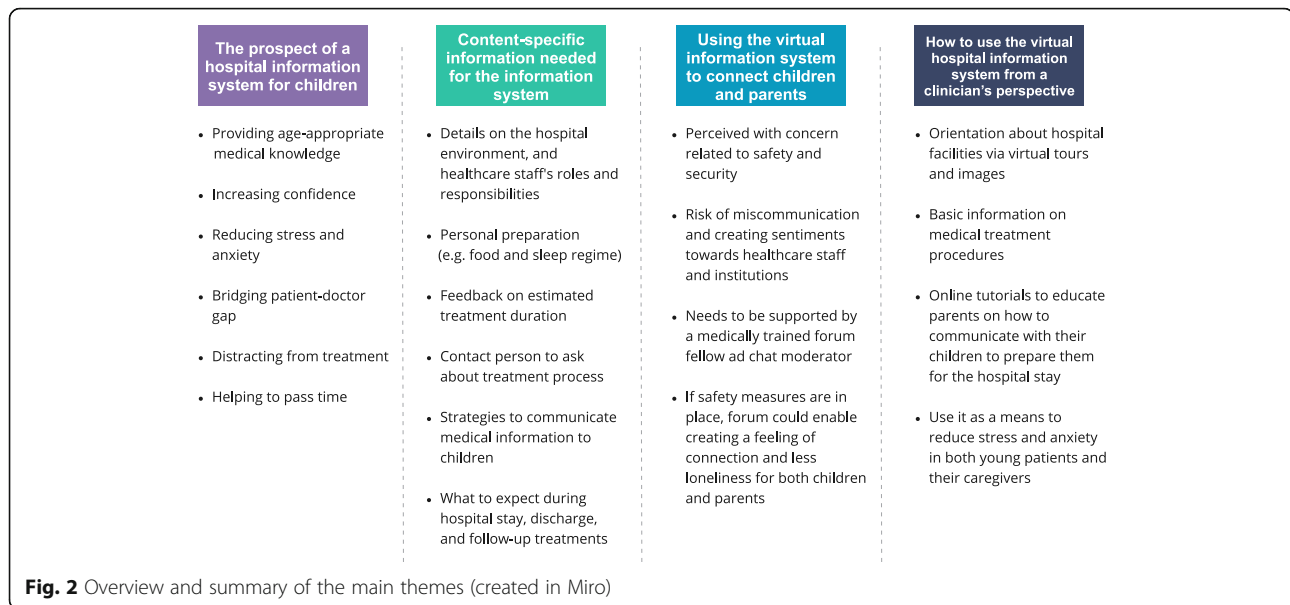 The prospect of a
hospital information
system for children
• Providing age-appropriate
medical knowledge
• Increasing confidence
• Reducing stress and
anxiety
• Bridging patient-doctor
gap
• Distracting from treatment
• Helping to pass time
Content-specific
information needed
for the information
system
• Details on the hospital
environment, and
healthcare staff's roles and
responsibilities
• Personal preparation
(e.g. food and sleep regime)
• Feedback on estimated
treatment duration
• Contact person to ask
about treatment process
• Strategies to communicate
medical information to
children
• What to expect during
hospital stay, discharge,
and follow-up treatments
Using the virtual
information system
to connect children
and parents
• Perceived with concern
related to safety and
security
• Risk of miscommunication
and creating sentiments
towards healthcare staff
and institutions
• Needs to be supported by
a medically trained forum
fellow ad chat moderator
• If safety measures are in
place, forum could enable
creating a feeling of
connection and less
loneliness for both children
and parents
How to use the virtual
hospital information
system from a
clinician's perspective
• Orientation about hospital
facilities via virtual tours
and images
• Basic information on
medical treatment
procedures
• Online tutorials to educate
parents on how to
communicate with their
children to prepare them
for the hospital stay
• Use it as a means to
reduce stress and anxiety
in both young patients and
their caregivers
Fig. 2 Overview and summary of the main themes (created in Miro)